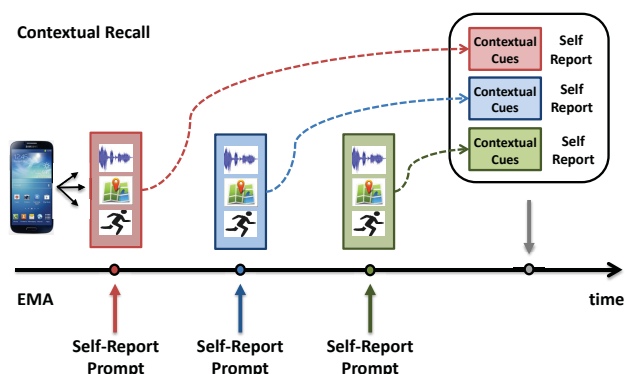 Contextual Recall
Contextual
Cues
Self
Report
Contextual
Cues
Self
Report
Contextual
Cues
Self
Report
EMA
time
Self-Report
Prompt
Self-Report
Prompt
Self-Report
Prompt